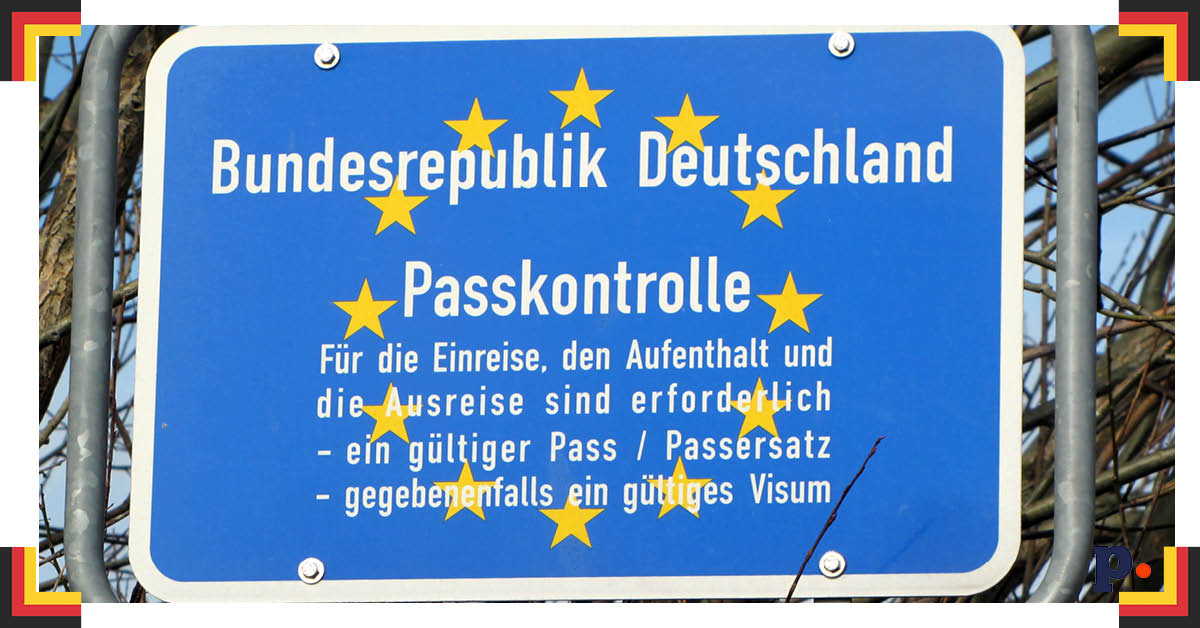 Bundesrepublik Deutschland
Passkontrolle
Für die Einreise, den Aufenthalt und
die Ausreise sind erforderlich
- ein gültiger Pass / Passersatz
- gegebenenfalls ein gültiges Visum
p.